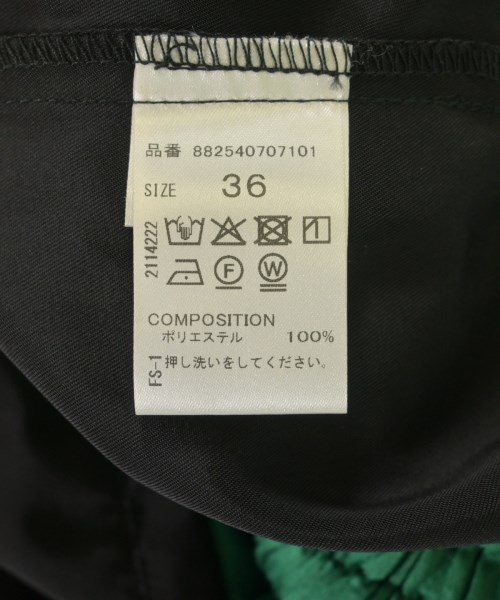 品番 882540707101
SIZE 36
2114222
F W
COMPOSITION
ポリエステル 100%
FS-1
押し洗いをしてください。